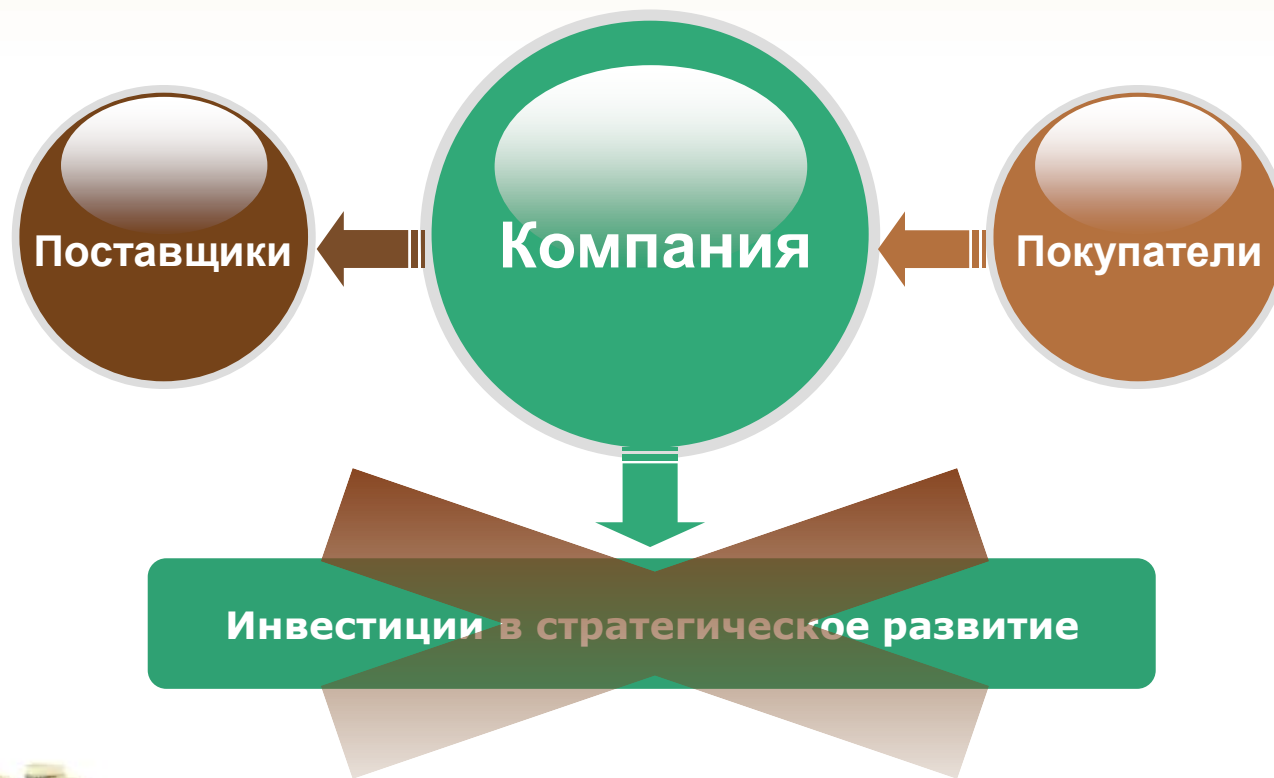 Поставщики
Компания
Покупатели
Инвестиции в стратегическое развитие